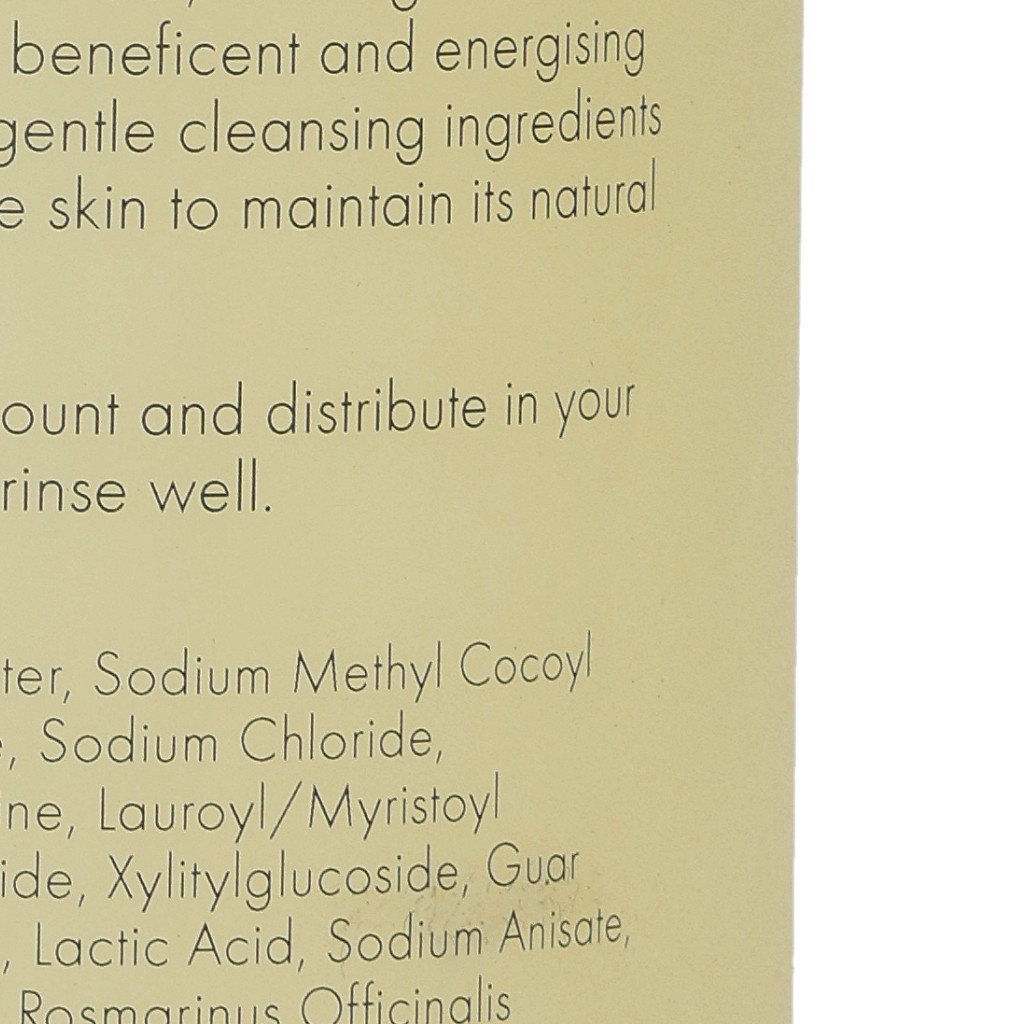 beneficent and energising
gentle cleansing ingredients
e skin to maintain its natural
ount and distribute in your
rinse well.
ter, Sodium Methyl Cocoyl
e, Sodium Chloride,
ine, Lauroyl/Myristoyl
ide, Xylitylglucoside, Guar
, Lactic Acid, Sodium Anisate,
Rosmarinus Officinalis